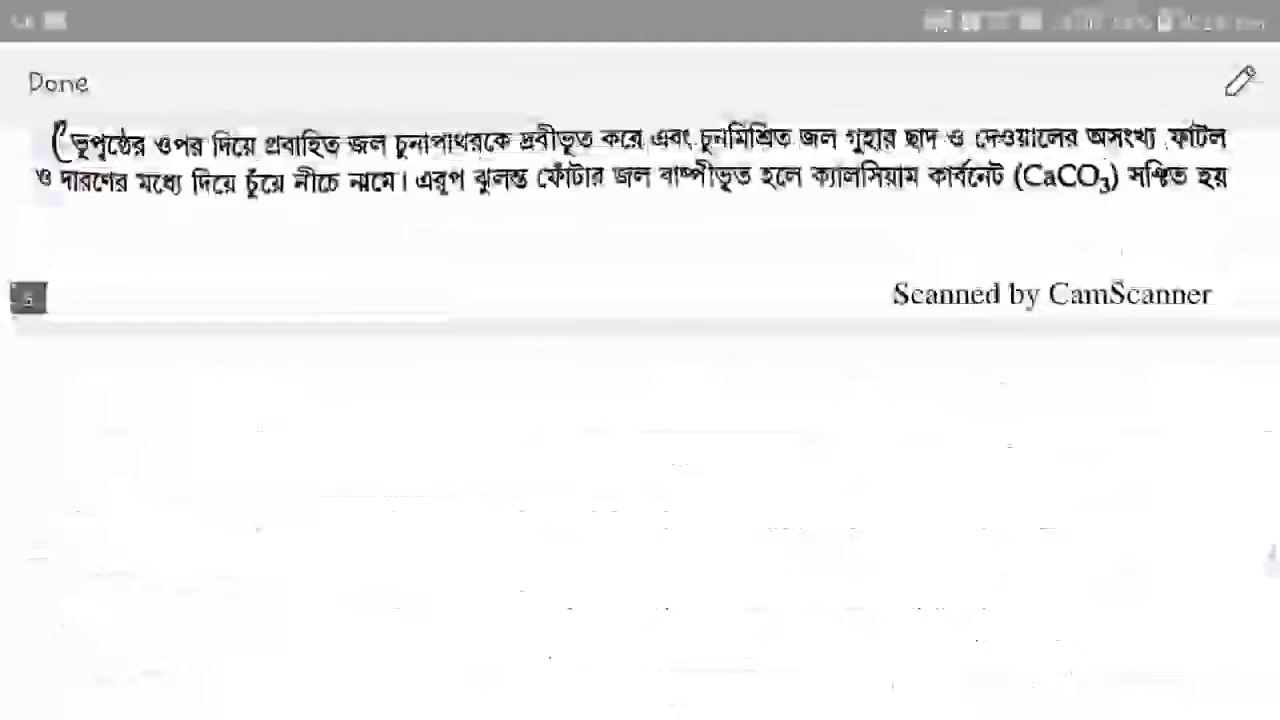 Done
(ভূপৃষ্ঠের ওপর দিয়ে প্রবাহিত জল চুনাপাথরকে দ্রবীভূত করে এবং চুনমিশ্রিত জল গুহার ছাদ ও দেওয়ালের অসংখ্য ফাটল
ও দারণের মধ্যে দিয়ে চুঁয়ে নীচে নামে। এরূপ ঝুলন্ত ফোঁটার জল বাষ্পীভূত হলে ক্যালসিয়াম কার্বনেট (CaCO₃) সঞ্চিত হয়
Scanned by CamScanner